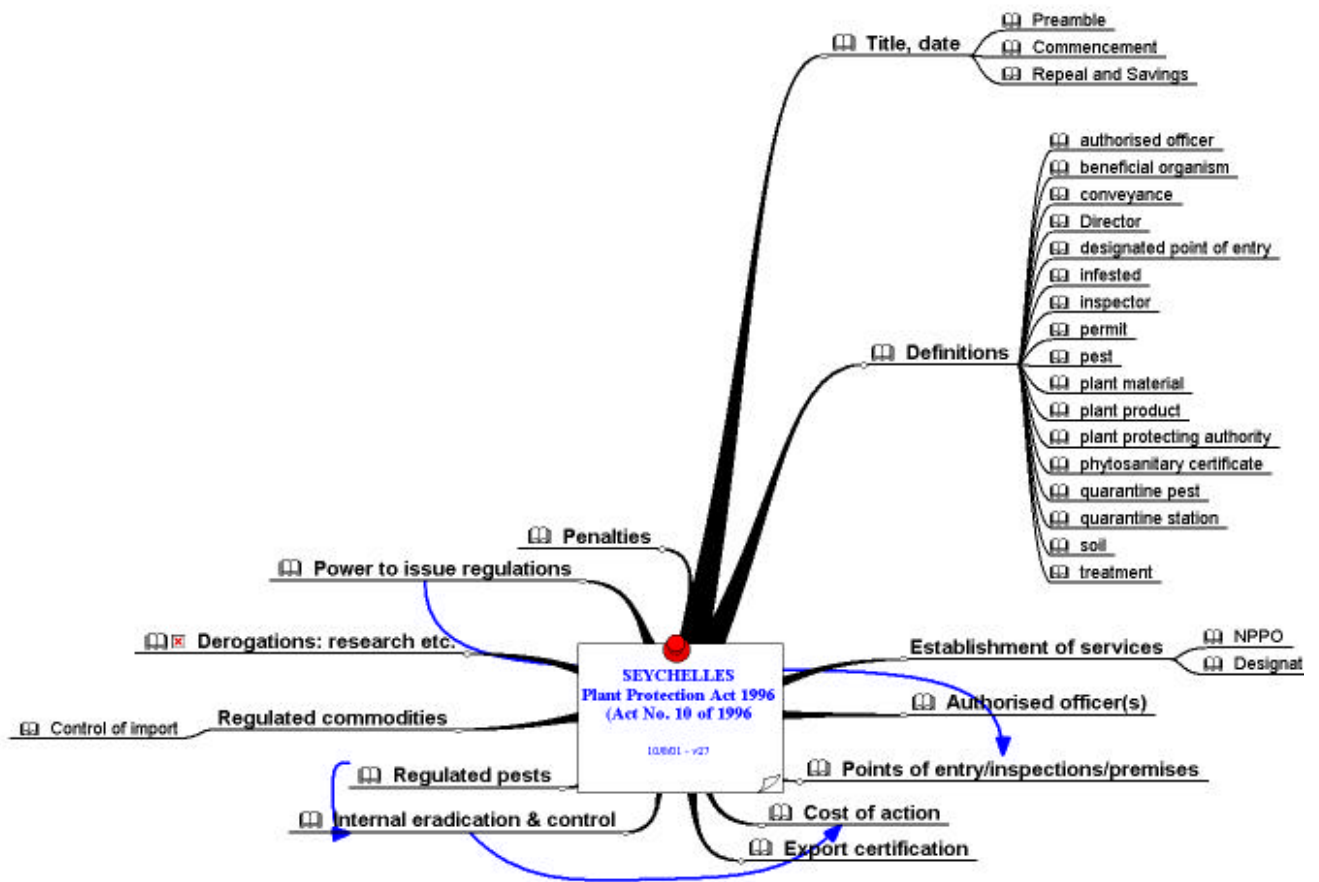 Title, date
Preamble
Commencement
Repeal and Savings
Definitions
authorised officer
beneficial organism
conveyance
Director
designated point of entry
infested
inspector
permit
pest
plant material
plant product
plant protecting authority
phytosanitary certificate
quarantine pest
quarantine station
soil
treatment
Penalties
Power to issue regulations
Derogations: research etc.
Regulated commodities
Control of import
Regulated pests
Internal eradication & control
SEYCHELLES
Plant Protection Act 1996
(Act No. 10 of 1996
10/8/01 - v27
Establishment of services
NPPO
Designat
Authorised officer(s)
Points of entry/inspections/premises
Cost of action
Export certification